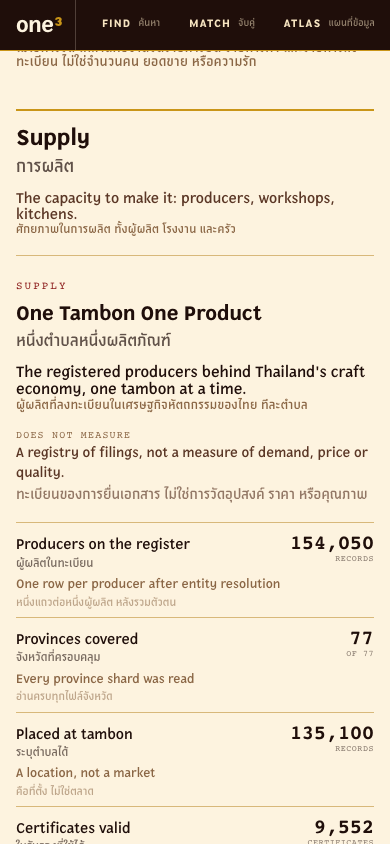 one³
FIND ค้นหา
MATCH จับคู่
ATLAS แผนที่ข้อมูล
ทะเบียน ไม่ใช่จำนวนคน ยอดขาย หรือความรัก
Supply
การผลิต
The capacity to make it: producers, workshops,
kitchens.
ศักยภาพในการผลิต ทั้งผู้ผลิต โรงงาน และครัว
SUPPLY
One Tambon One Product
หนึ่งตำบลหนึ่งผลิตภัณฑ์
The registered producers behind Thailand's craft
economy, one tambon at a time.
ผู้ผลิตที่ลงทะเบียนในเศรษฐกิจหัตถกรรมของไทย ทีละตำบล
DOES NOT MEASURE
A registry of filings, not a measure of demand, price or
quality.
ทะเบียนของการยื่นเอกสาร ไม่ใช่การวัดอุปสงค์ ราคา หรือคุณภาพ
Producers on the register
154,050
ผู้ผลิตในทะเบียน
RECORDS
One row per producer after entity resolution
หนึ่งแถวต่อหนึ่งผู้ผลิต หลังรวมตัวตน
Provinces covered
77
จังหวัดที่ครอบคลุม
OF 77
Every province shard was read
อ่านครบทุกไฟล์จังหวัด
Placed at tambon
135,100
ระบุตำบลได้
RECORDS
A location, not a market
คือที่ตั้ง ไม่ใช่ตลาด
Certificates valid
9,552
CERTIFICATES